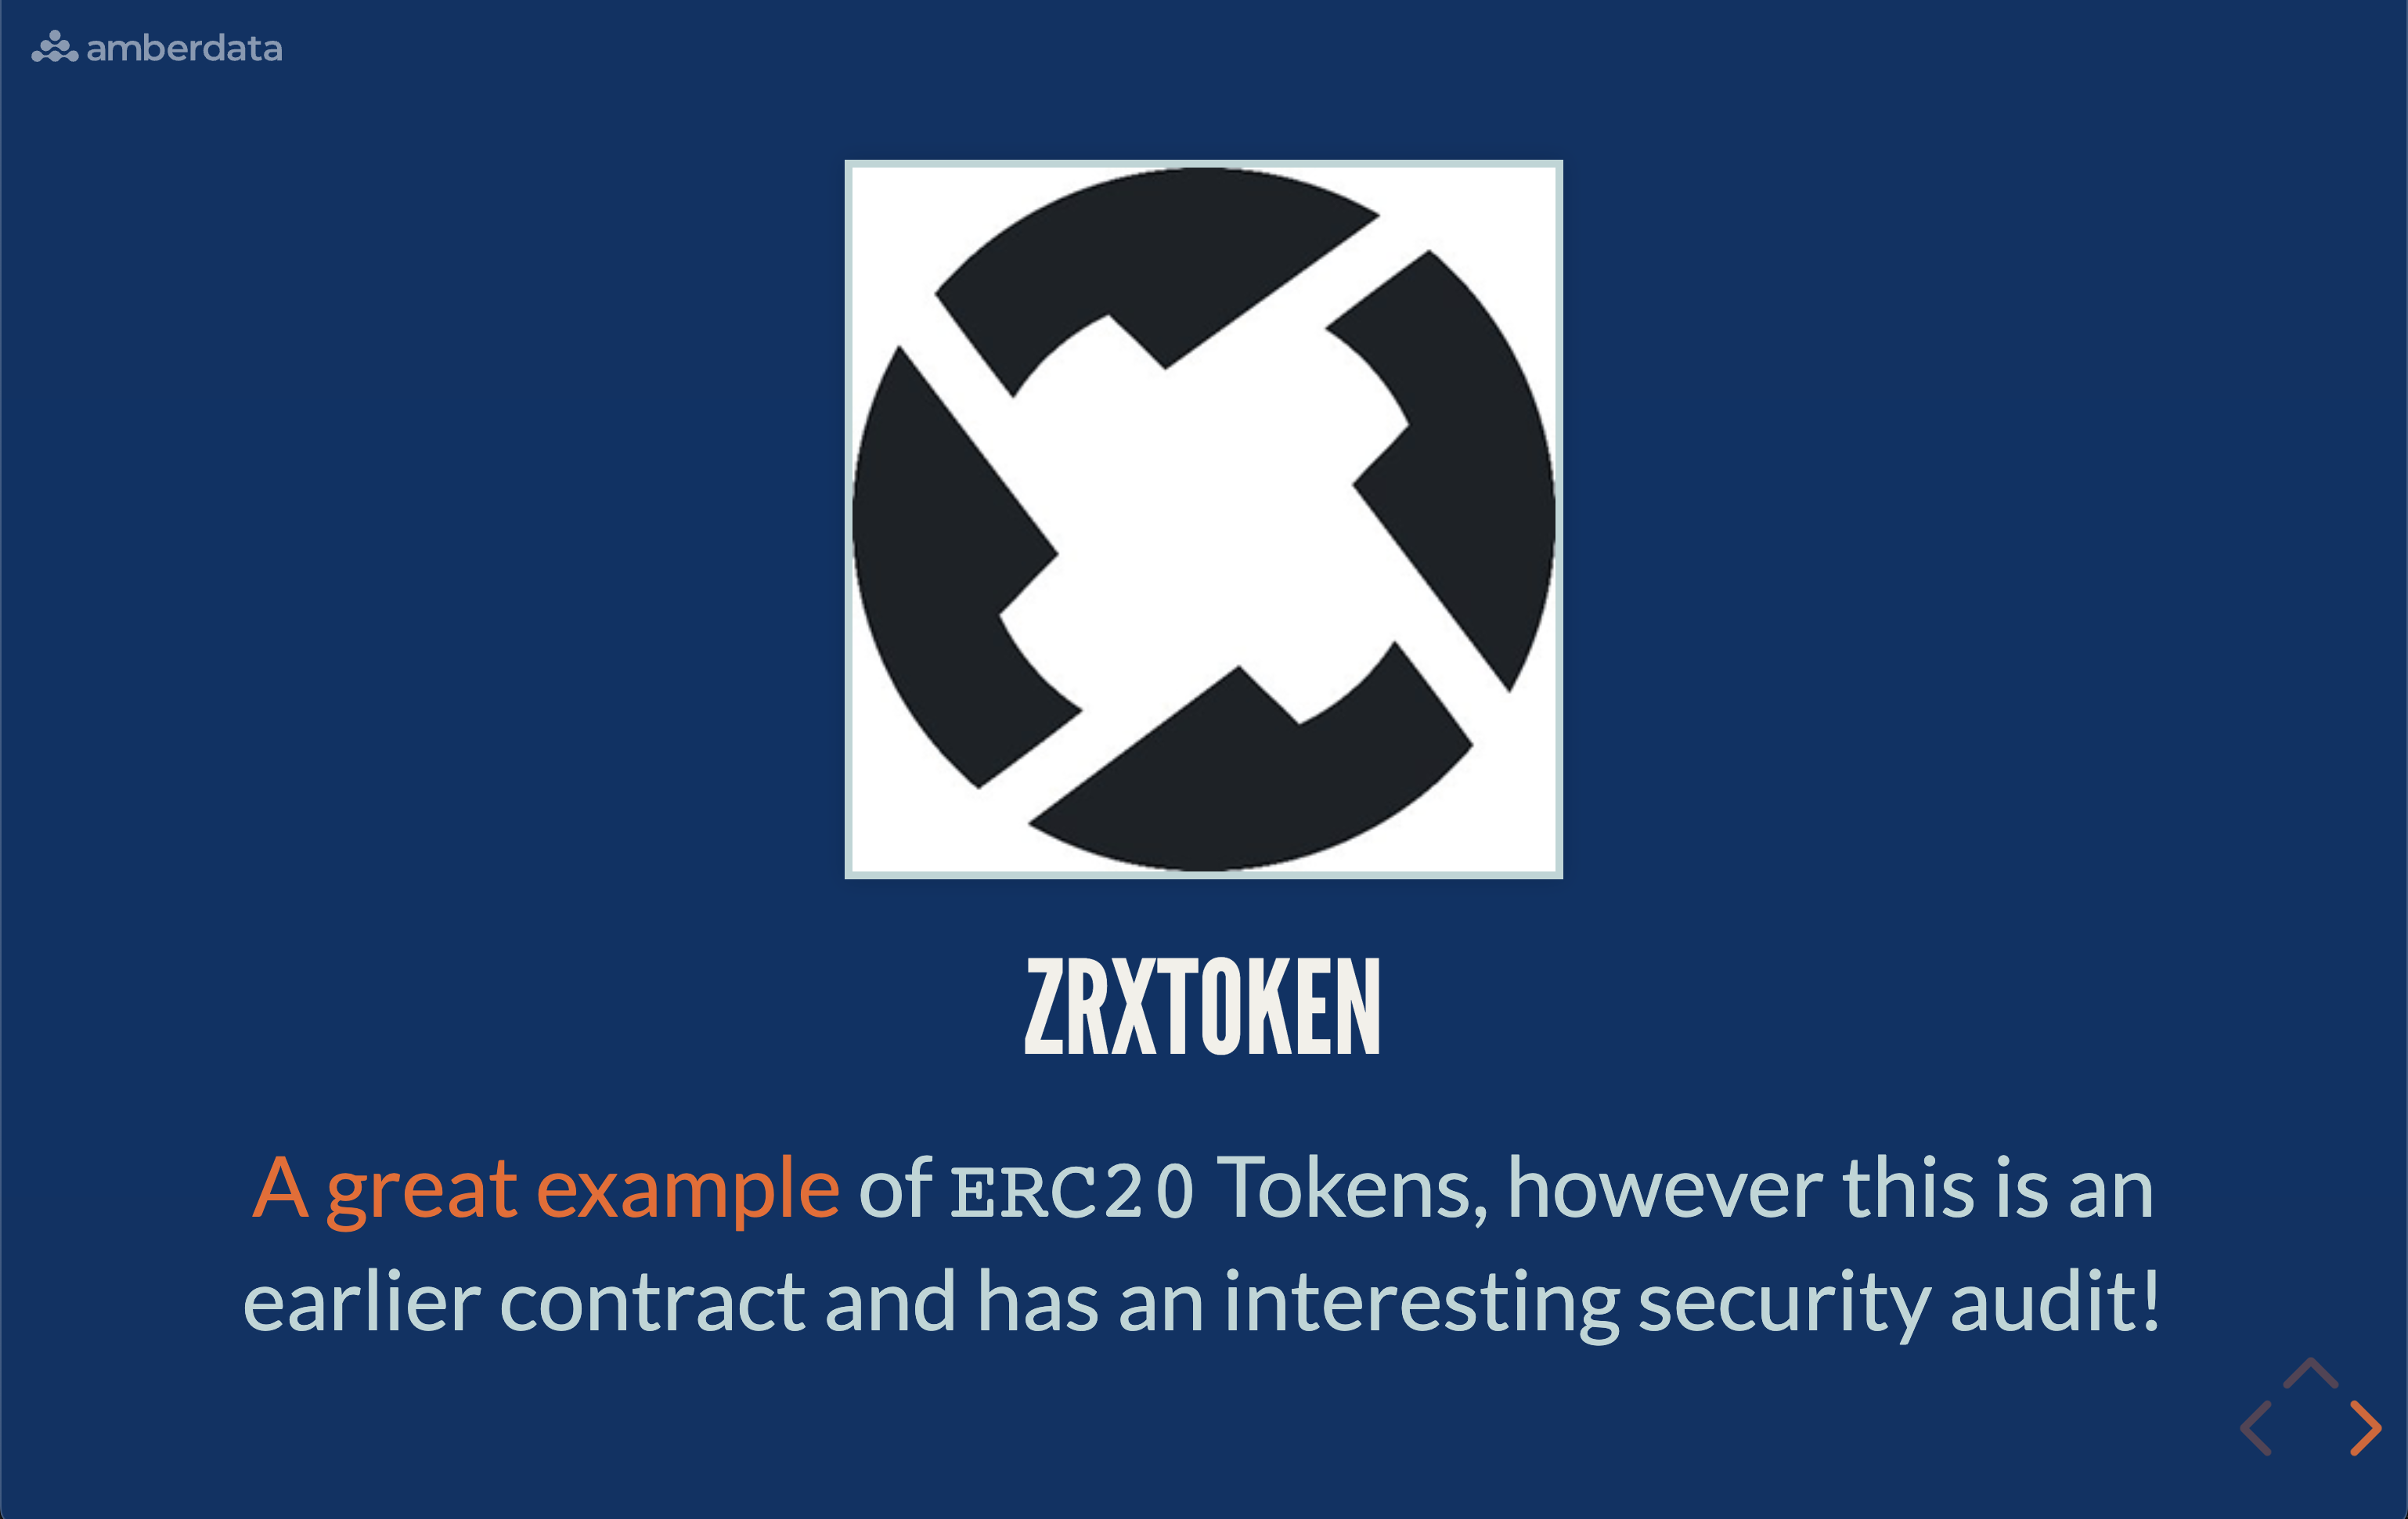 amberdata
ZRXTOKEN
A great example of ERC20 Tokens, however this is an
earlier contract and has an interesting security audit!